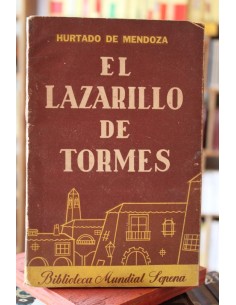 HURTADO DE MENDOZA
EL
LAZARILLO
DE
TORMES
Biblioteca Mundial Sopena